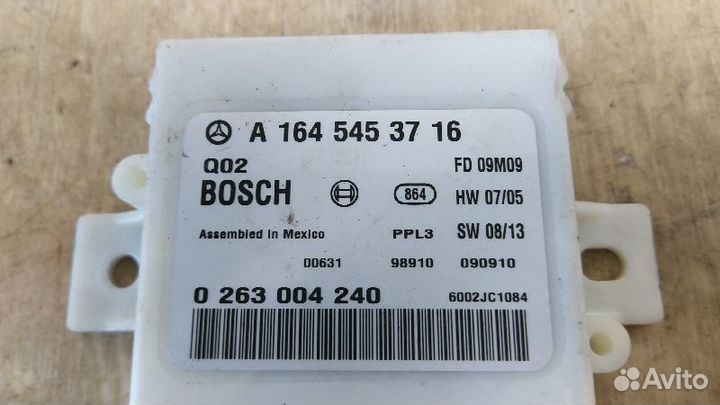 A 164 545 37 16
Q02 FD 09M09
BOSCH 864 HW 07/05
Assembled in Mexico PPL3 SW 08/13
00631 98910 090910
0 263 004 240 6002JC1084
Avito